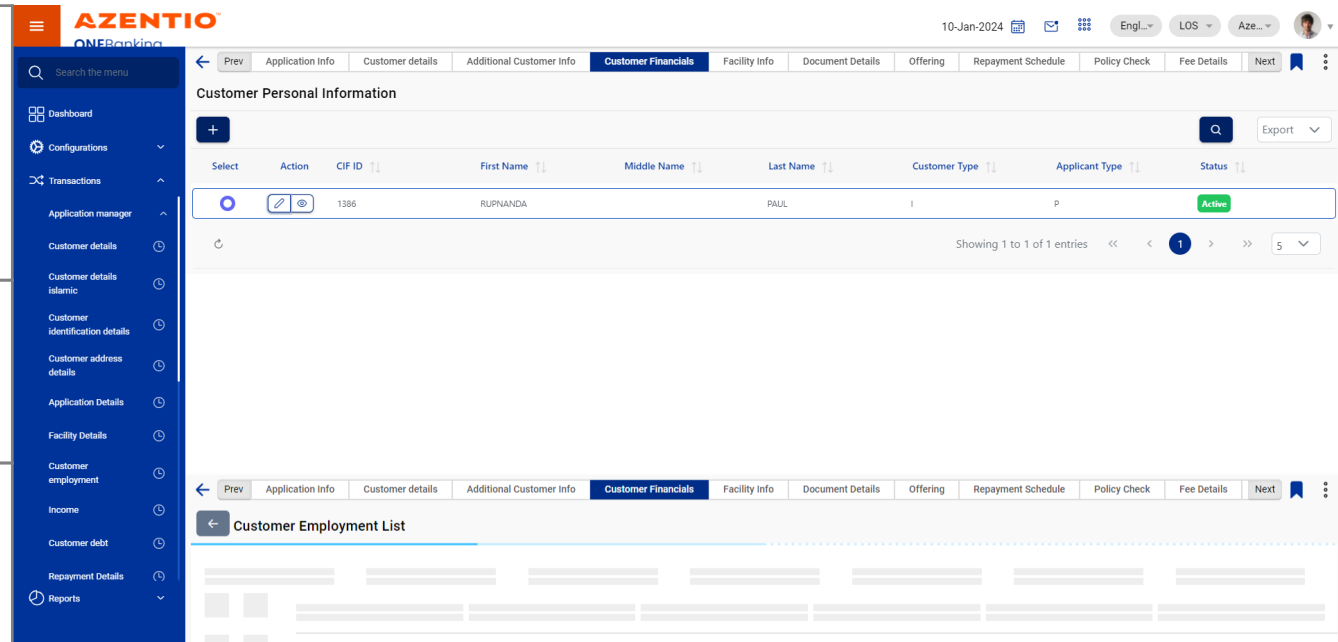 AZENTIO
ONEBanking
10-Jan-2024
Engl...
LOS
Aze...
Search the menu
Dashboard
Configurations
Transactions
Application manager
Customer details
Customer details
islamic
Customer
identification details
Customer address
details
Application Details
Facility Details
Customer
employment
Income
Customer debt
Repayment Details
Reports
Prev Application Info Customer details Additional Customer Info Customer Financials Facility Info Document Details Offering Repayment Schedule Policy Check Fee Details Next
Customer Personal Information
+
Export
Select Action CIF ID First Name Middle Name Last Name Customer Type Applicant Type Status
1386 RUPNANDA PAUL I P Active
Showing 1 to 1 of 1 entries << < 1 > >> 5
Prev Application Info Customer details Additional Customer Info Customer Financials Facility Info Document Details Offering Repayment Schedule Policy Check Fee Details Next
Customer Employment List